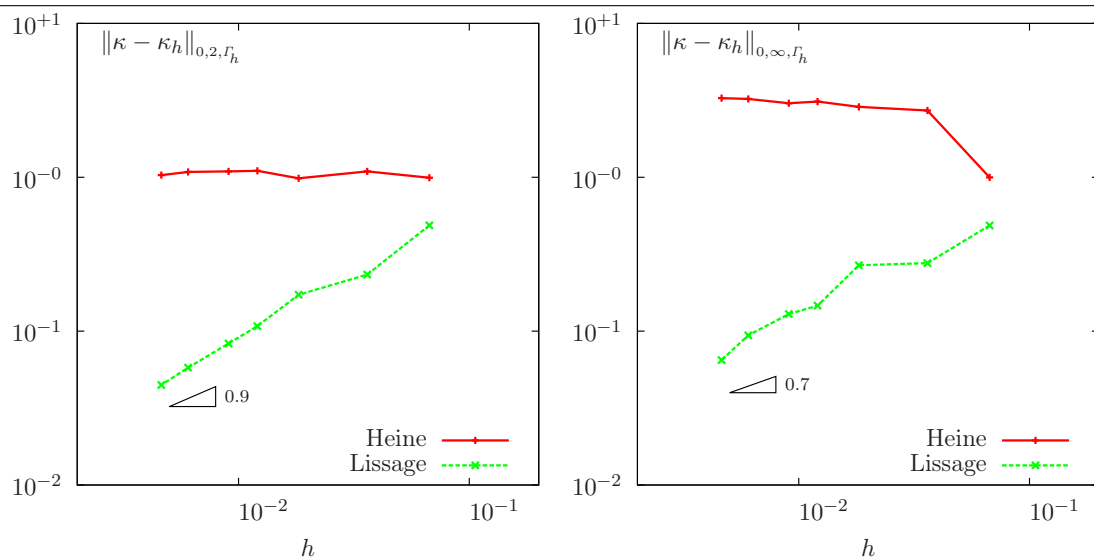 10^{+1}
‖κ − κ_h‖_{0,2,Γ_h}
10^{-0}
10^{-1}
0.9
Heine
Lissage
10^{-2}
10^{-2}
10^{-1}
h
10^{+1}
‖κ − κ_h‖_{0,∞,Γ_h}
10^{-0}
10^{-1}
0.7
Heine
Lissage
10^{-2}
10^{-2}
10^{-1}
h